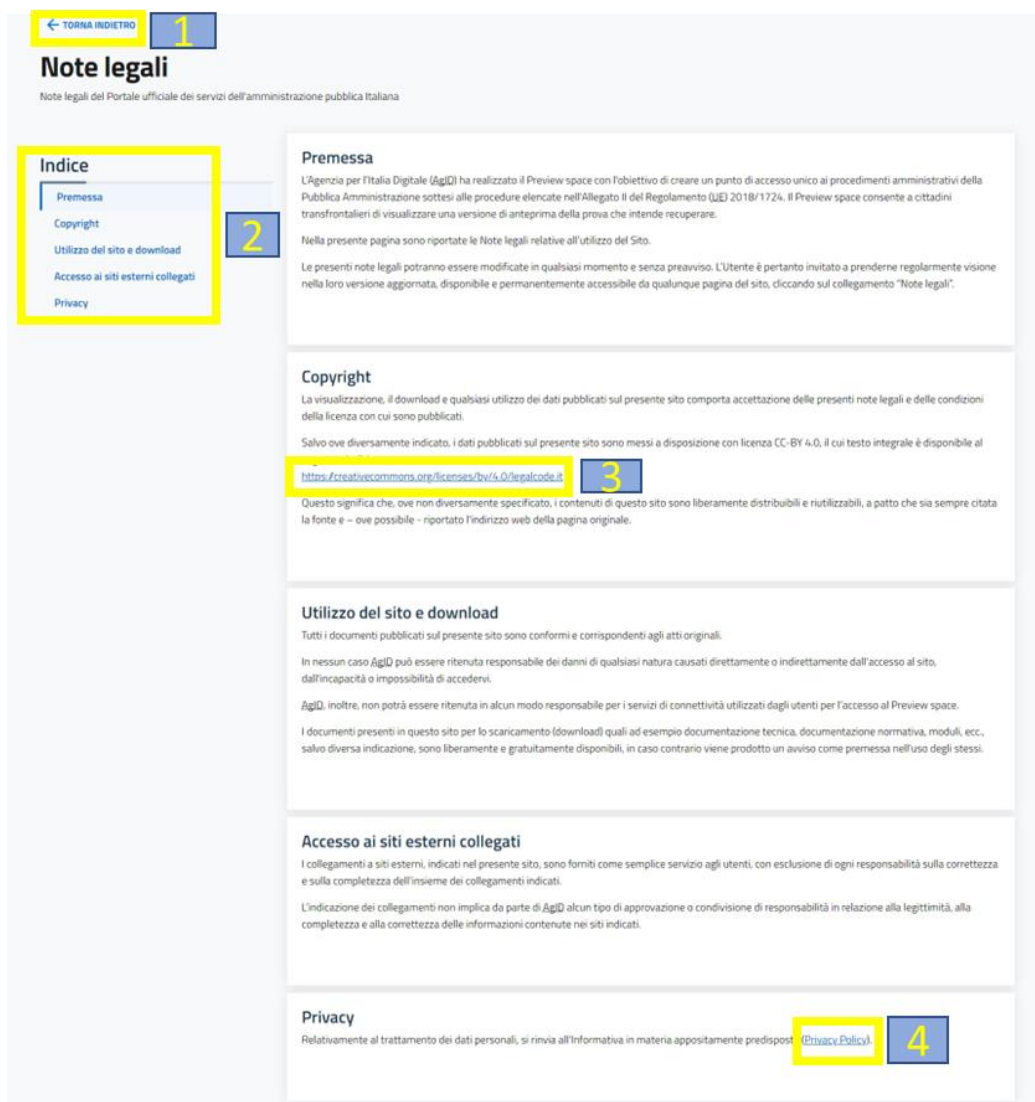 ← TORNA INDIETRO
1
Note legali
Note legali del Portale ufficiale dei servizi dell'amministrazione pubblica Italiana
Indice
Premessa
Copyright
Utilizzo del sito e download
Accesso ai siti esterni collegati
Privacy
2
Premessa
L'Agenzia per l'Italia Digitale (AgID) ha realizzato il Preview space con l'obiettivo di creare un punto di accesso unico ai procedimenti amministrativi della
Pubblica Amministrazione sottesi alle procedure elencate nell'Allegato II del Regolamento (UE) 2018/1724. Il Preview space consente a cittadini
transfrontalieri di visualizzare una versione di anteprima della prova che intende recuperare.
Nella presente pagina sono riportate le Note legali relative all'utilizzo del Sito.
Le presenti note legali potranno essere modificate in qualsiasi momento e senza preavviso. L'Utente è pertanto invitato a prenderne regolarmente visione
nella loro versione aggiornata, disponibile e permanentemente accessibile da qualunque pagina del sito, cliccando sul collegamento "Note legali".
Copyright
La visualizzazione, il download e qualsiasi utilizzo dei dati pubblicati sul presente sito comporta accettazione delle presenti note legali e delle condizioni
della licenza con cui sono pubblicati.
Salvo ove diversamente indicato, i dati pubblicati sul presente sito sono messi a disposizione con licenza CC-BY 4.0, il cui testo integrale è disponibile al
https://creativecommons.org/licenses/by/4.0/legalcode.it
3
Questo significa che, ove non diversamente specificato, i contenuti di questo sito sono liberamente distribuibili e riutilizzabili, a patto che sia sempre citata
la fonte e – ove possibile - riportato l'indirizzo web della pagina originale.
Utilizzo del sito e download
Tutti i documenti pubblicati sul presente sito sono conformi e corrispondenti agli atti originali.
In nessun caso AgID può essere ritenuta responsabile dei danni di qualsiasi natura causati direttamente o indirettamente dall'accesso al sito,
dall'incapacità o impossibilità di accedervi.
AgID, inoltre, non potrà essere ritenuta in alcun modo responsabile per i servizi di connettività utilizzati dagli utenti per l'accesso al Preview space.
I documenti presenti in questo sito per lo scaricamento (download) quali ad esempio documentazione tecnica, documentazione normativa, moduli, ecc.,
salvo diversa indicazione, sono liberamente e gratuitamente disponibili, in caso contrario viene prodotto un avviso come premessa nell'uso degli stessi.
Accesso ai siti esterni collegati
I collegamenti a siti esterni, indicati nel presente sito, sono forniti come semplice servizio agli utenti, con esclusione di ogni responsabilità sulla correttezza
e sulla completezza dell'insieme dei collegamenti indicati.
L'indicazione dei collegamenti non implica da parte di AgID alcun tipo di approvazione o condivisione di responsabilità in relazione alla legittimità, alla
completezza e alla correttezza delle informazioni contenute nei siti indicati.
Privacy
Relativamente al trattamento dei dati personali, si rinvia all'Informativa in materia appositamente predispost (Privacy Policy).
4